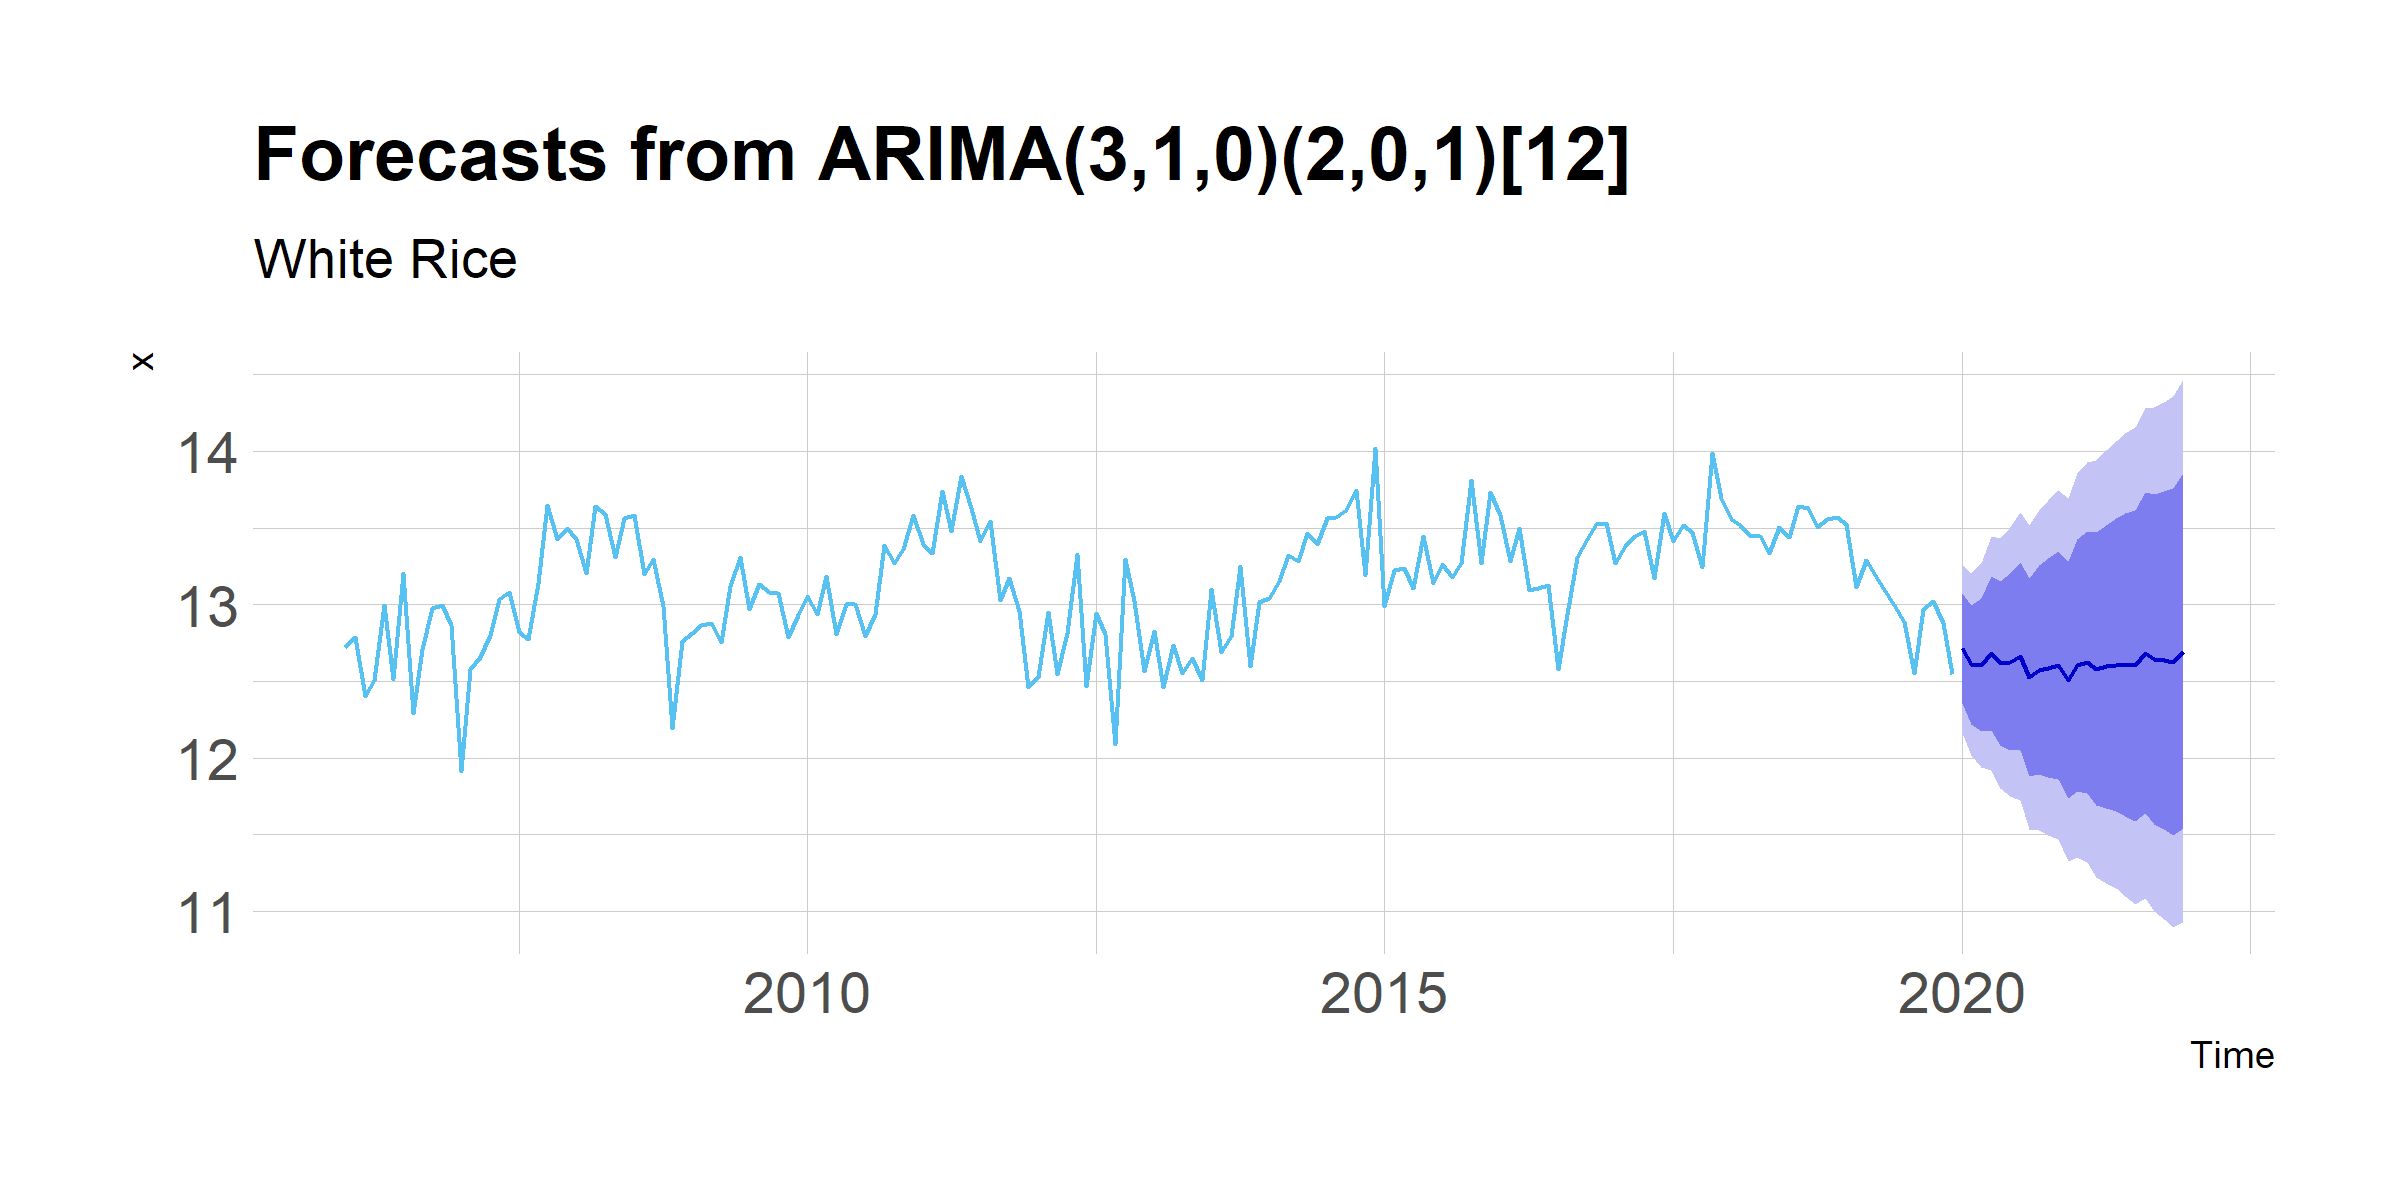 Forecasts from ARIMA(3,1,0)(2,0,1)[12]
White Rice
x
14
13
12
11
2010 2015 2020
Time